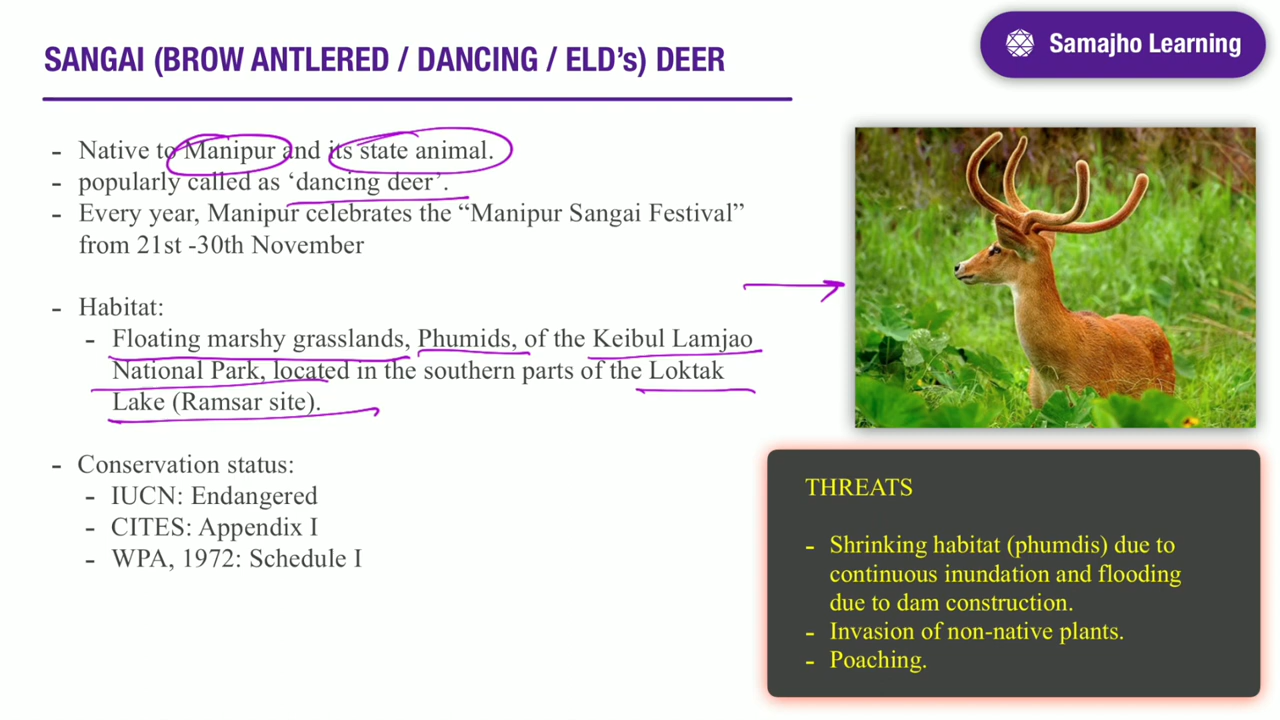 SANGAI (BROW ANTLERED / DANCING / ELD's) DEER
Samajho Learning
- Native to Manipur and its state animal.
- popularly called as ‘dancing deer’.
- Every year, Manipur celebrates the “Manipur Sangai Festival”
from 21st -30th November
- Habitat:
- Floating marshy grasslands, Phumids, of the Keibul Lamjao
National Park, located in the southern parts of the Loktak
Lake (Ramsar site).
- Conservation status:
- IUCN: Endangered
- CITES: Appendix I
- WPA, 1972: Schedule I
THREATS
- Shrinking habitat (phumdis) due to
continuous inundation and flooding
due to dam construction.
- Invasion of non-native plants.
- Poaching.